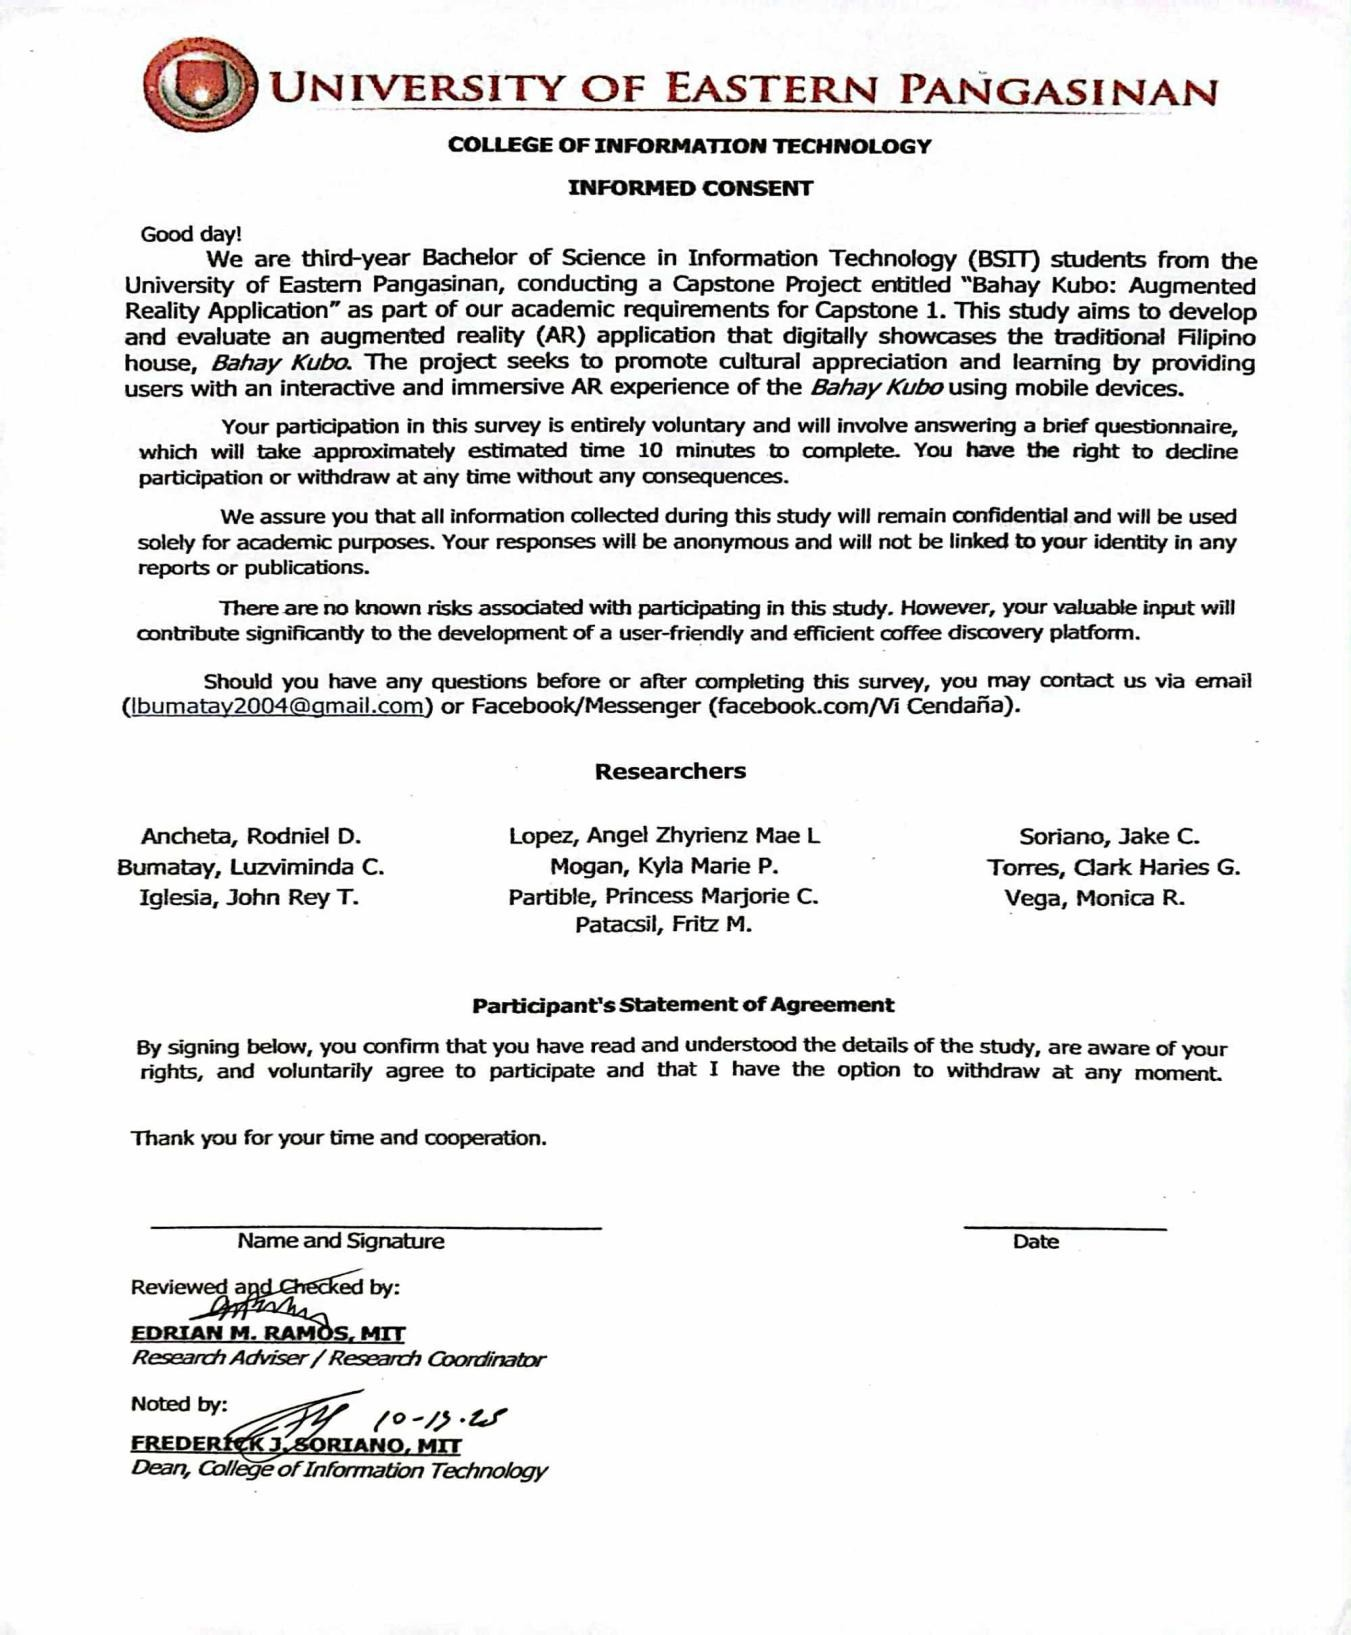 UNIVERSITY OF EASTERN PANGASINAN
COLLEGE OF INFORMATION TECHNOLOGY
INFORMED CONSENT
Good day!
We are third-year Bachelor of Science in Information Technology (BSIT) students from the
University of Eastern Pangasinan, conducting a Capstone Project entitled "Bahay Kubo: Augmented
Reality Application" as part of our academic requirements for Capstone 1. This study aims to develop
and evaluate an augmented reality (AR) application that digitally showcases the traditional Filipino
house, Bahay Kubo. The project seeks to promote cultural appreciation and learning by providing
users with an interactive and immersive AR experience of the Bahay Kubo using mobile devices.
Your participation in this survey is entirely voluntary and will involve answering a brief questionnaire,
which will take approximately estimated time 10 minutes to complete. You have the right to decline
participation or withdraw at any time without any consequences.
We assure you that all information collected during this study will remain confidential and will be used
solely for academic purposes. Your responses will be anonymous and will not be linked to your identity in any
reports or publications.
There are no known risks associated with participating in this study. However, your valuable input will
contribute significantly to the development of a user-friendly and efficient coffee discovery platform.
Should you have any questions before or after completing this survey, you may contact us via email
(lbumatay2004@gmail.com) or Facebook/Messenger (facebook.com/Vi Cendaña).
Researchers
Ancheta, Rodniel D. Lopez, Angel Zhyrienz Mae L Soriano, Jake C.
Bumatay, Luzviminda C. Mogan, Kyla Marie P. Torres, Clark Haries G.
Iglesia, John Rey T. Partible, Princess Marjorie C. Vega, Monica R.
Patacsil, Fritz M.
Participant's Statement of Agreement
By signing below, you confirm that you have read and understood the details of the study, are aware of your
rights, and voluntarily agree to participate and that I have the option to withdraw at any moment.
Thank you for your time and cooperation.
Name and Signature Date
Reviewed and Checked by:
EDRIAN M. RAMOS, MIT
Research Adviser / Research Coordinator
Noted by:
10-13-25
FREDERICK J. SORIANO, MIT
Dean, College of Information Technology